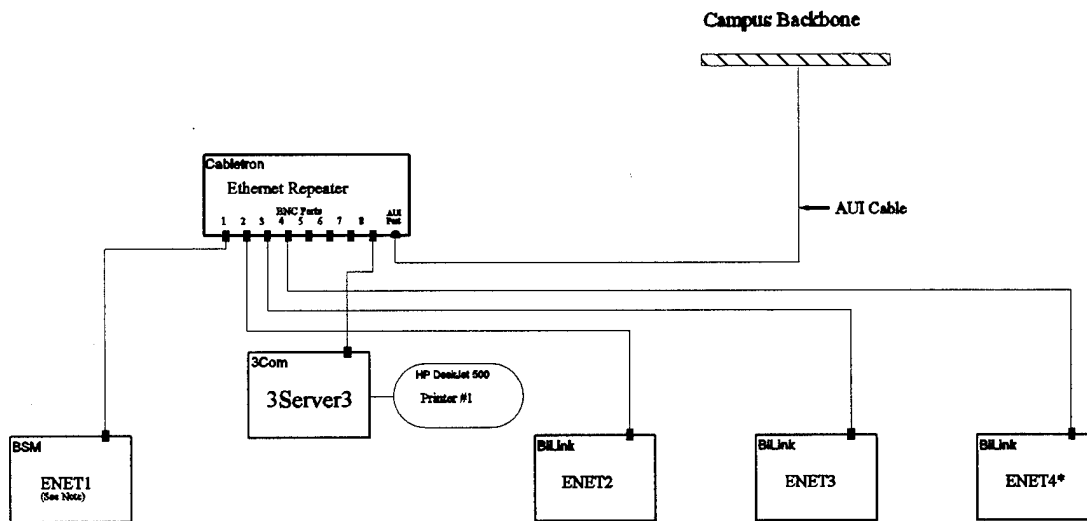 Campus Backbone
Cabletron
Ethernet Repeater
BNC Ports
AUI
Port
1 2 3 4 5 6 7 8
AUI Cable
3Com
3Server3
HP DeskJet 500
Printer #1
BSM
ENET1
(See Note)
BiLink
ENET2
BiLink
ENET3
BiLink
ENET4*